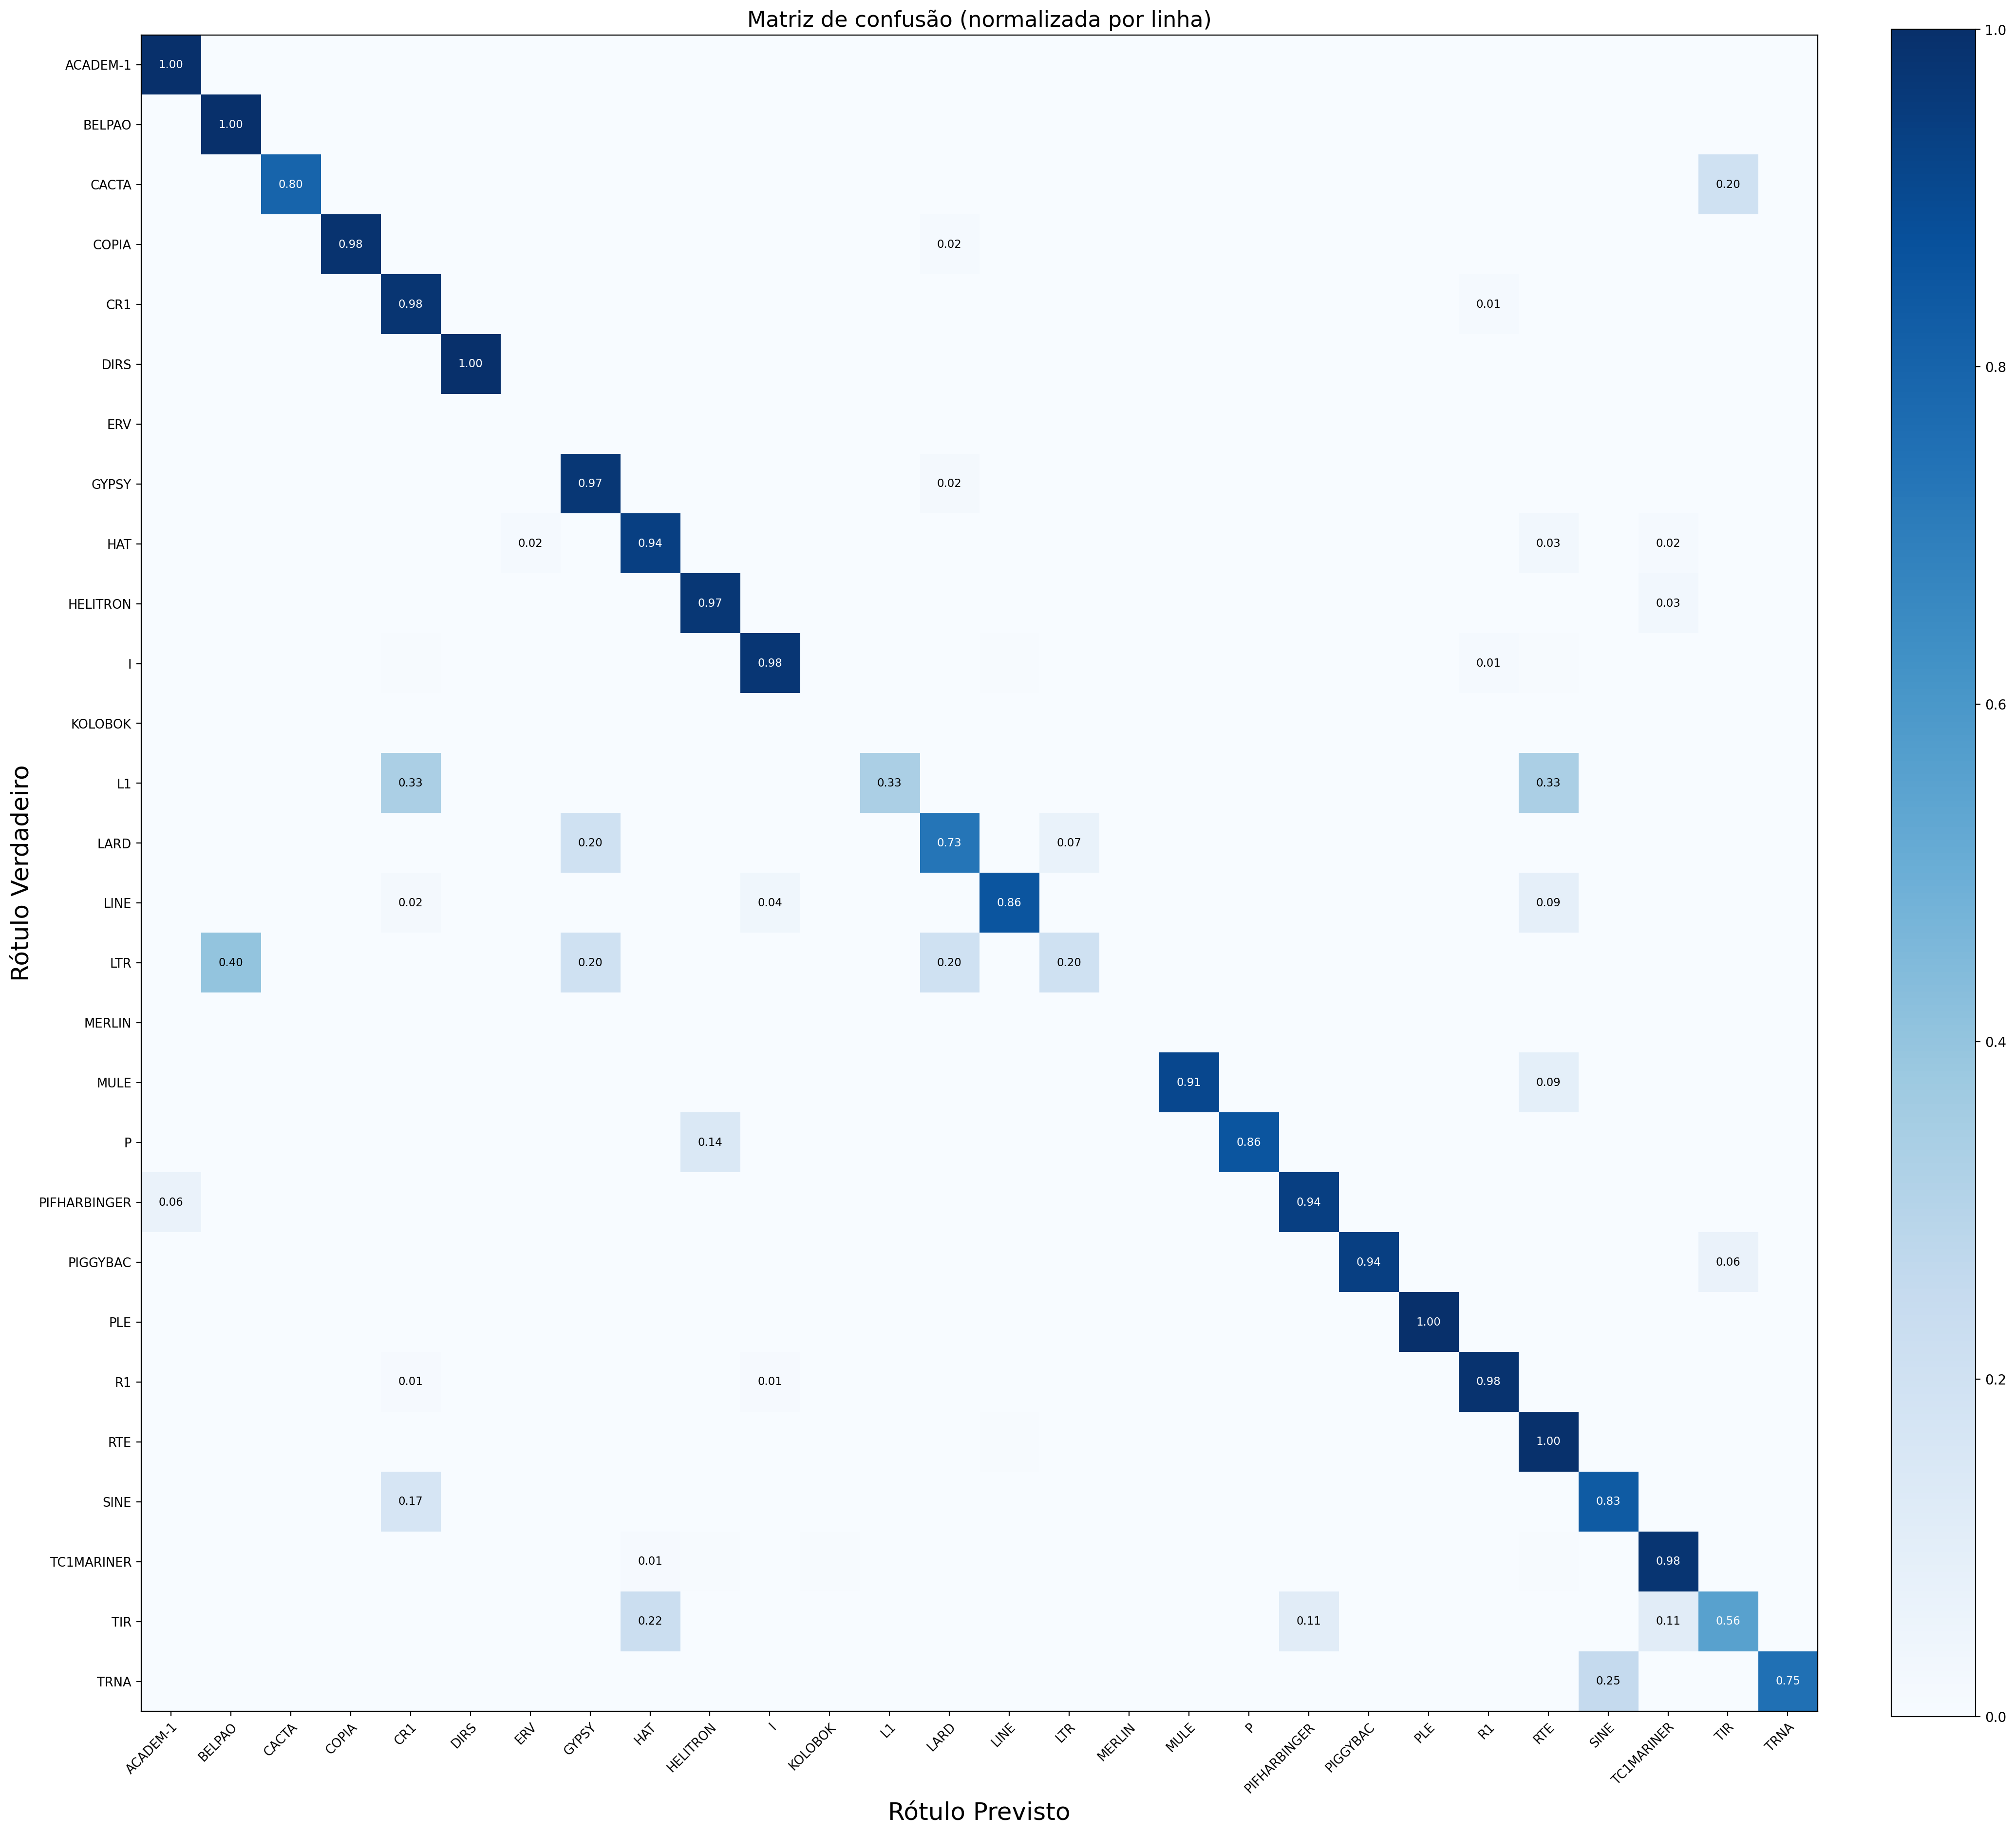 Matriz de confusão (normalizada por linha)
ACADEM-1 1.00
BELPAO 1.00
CACTA 0.80 0.20
COPIA 0.98 0.02
CR1 0.98 0.01
DIRS 1.00
ERV
GYPSY 0.97 0.02
HAT 0.02 0.94 0.03 0.02
HELITRON 0.97 0.03
I 0.98 0.01
KOLOBOK
L1 0.33 0.33 0.33
LARD 0.20 0.73 0.07
LINE 0.02 0.04 0.86 0.09
LTR 0.40 0.20 0.20 0.20
MERLIN
MULE 0.91 0.09
P 0.14 0.86
PIFHARBINGER 0.06 0.94
PIGGYBAC 0.94 0.06
PLE 1.00
R1 0.01 0.01 0.98
RTE 1.00
SINE 0.17 0.83
TC1MARINER 0.01 0.98
TIR 0.22 0.11 0.11 0.56
TRNA 0.25 0.75
Rótulo Verdadeiro
ACADEM-1 BELPAO CACTA COPIA CR1 DIRS ERV GYPSY HAT HELITRON I KOLOBOK L1 LARD LINE LTR MERLIN MULE P PIFHARBINGER PIGGYBAC PLE R1 RTE SINE TC1MARINER TIR TRNA
Rótulo Previsto
1.0
0.8
0.6
0.4
0.2
0.0